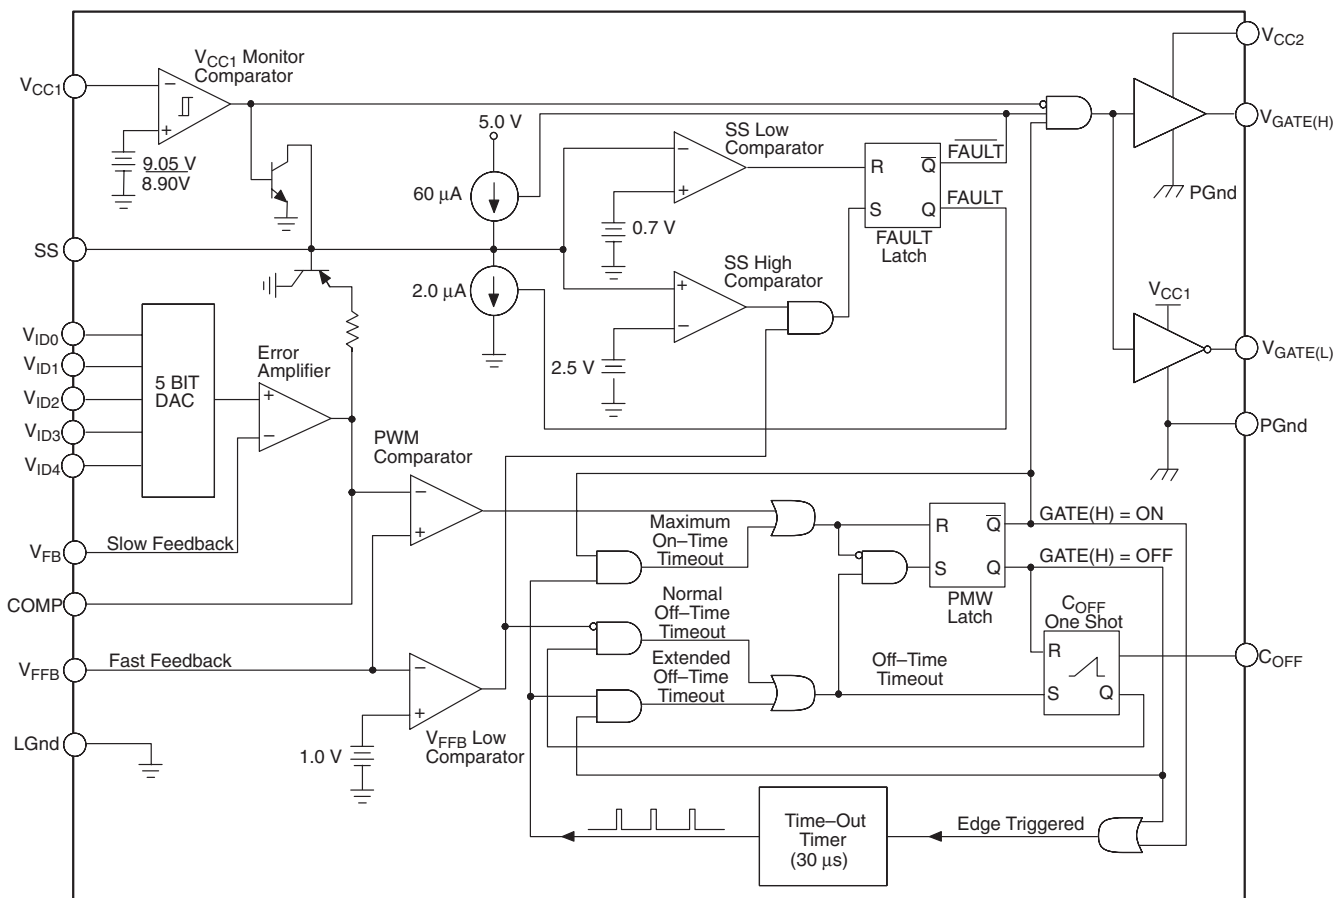 V_CC1 Monitor
Comparator
V_CC2
V_CC1
−
+
5.0 V
SS Low
Comparator
FAULT
V_GATE(H)
9.05 V
8.90V
60 μA
−
+
R
Q
S
Q
FAULT
PGnd
0.7 V
FAULT
Latch
SS
2.0 μA
SS High
Comparator
+
−
V_CC1
V_ID0
V_ID1
V_ID2
V_ID3
V_ID4
5 BIT
DAC
Error
Amplifier
+
−
2.5 V
V_GATE(L)
PGnd
PWM
Comparator
−
+
Maximum
On–Time
Timeout
R
Q
S
Q
GATE(H) = ON
GATE(H) = OFF
PMW
Latch
V_FB
Slow Feedback
COMP
Normal
Off–Time
Timeout
C_OFF
One Shot
R
S
Q
C_OFF
V_FFB
Fast Feedback
−
+
Extended
Off–Time
Timeout
Off–Time
Timeout
LGnd
1.0 V
V_FFB Low
Comparator
Time–Out
Timer
(30 μs)
Edge Triggered